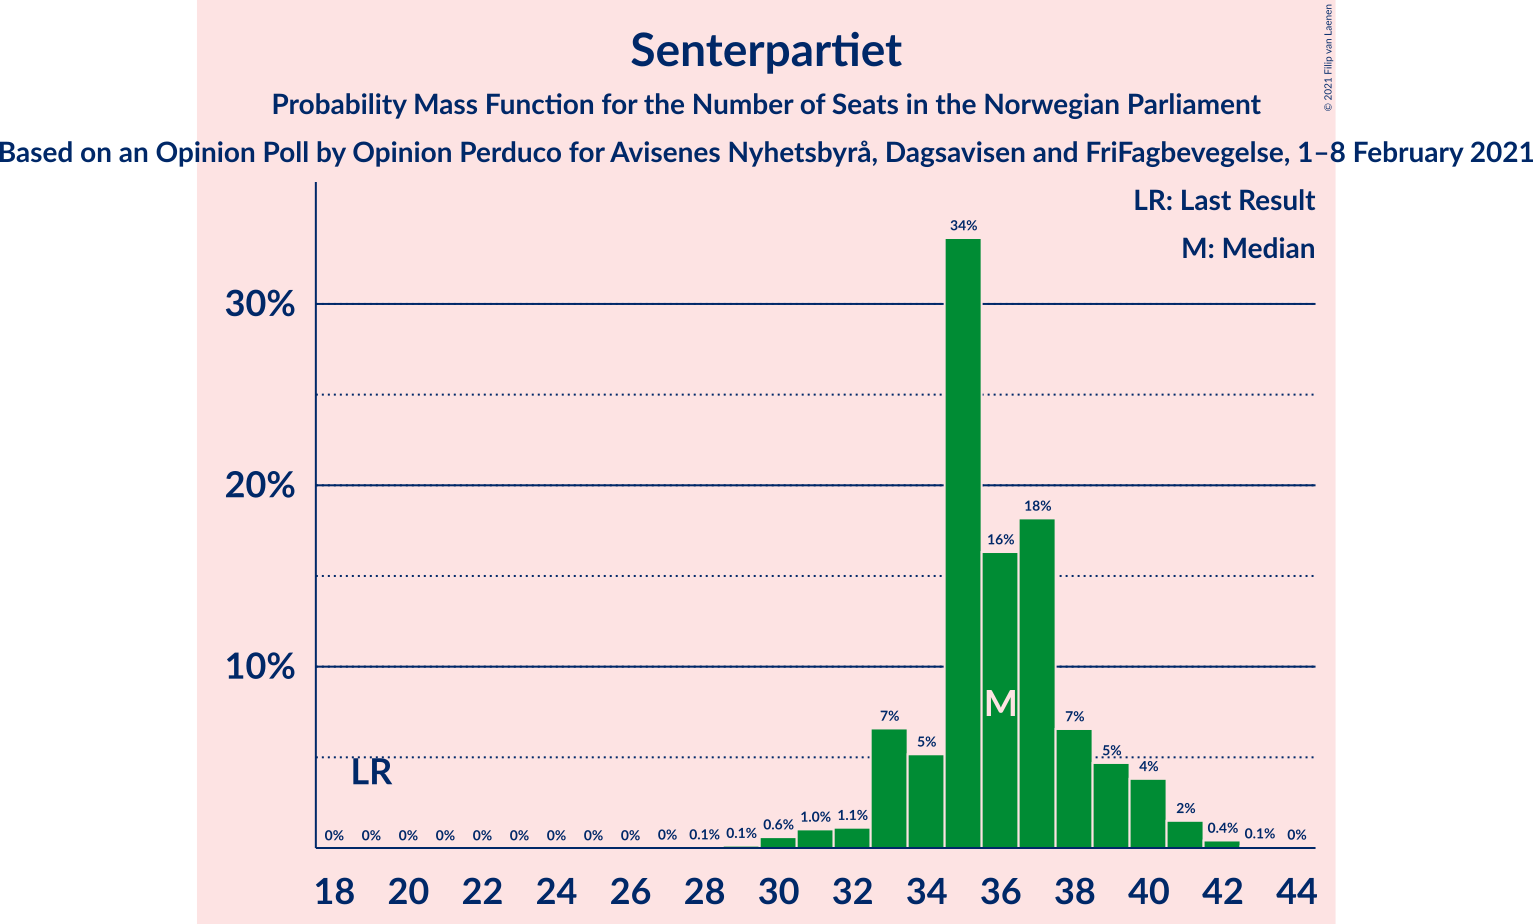 Senterpartiet
Probability Mass Function for the Number of Seats in the Norwegian Parliament
Based on an Opinion Poll by Opinion Perduco for Avisenes Nyhetsbyrå, Dagsavisen and FriFagbevegelse, 1–8 February 2021
© 2021 Filip van Laenen
LR: Last Result
M: Median
34%
30%
20%
18%
16%
10%
M
7% 5% 7% 5% 4%
LR
0% 0% 0% 0% 0% 0% 0% 0% 0% 0% 0.1% 0.1% 0.6% 1.0% 1.1% 2% 0.4% 0.1% 0%
18 20 22 24 26 28 30 32 34 36 38 40 42 44